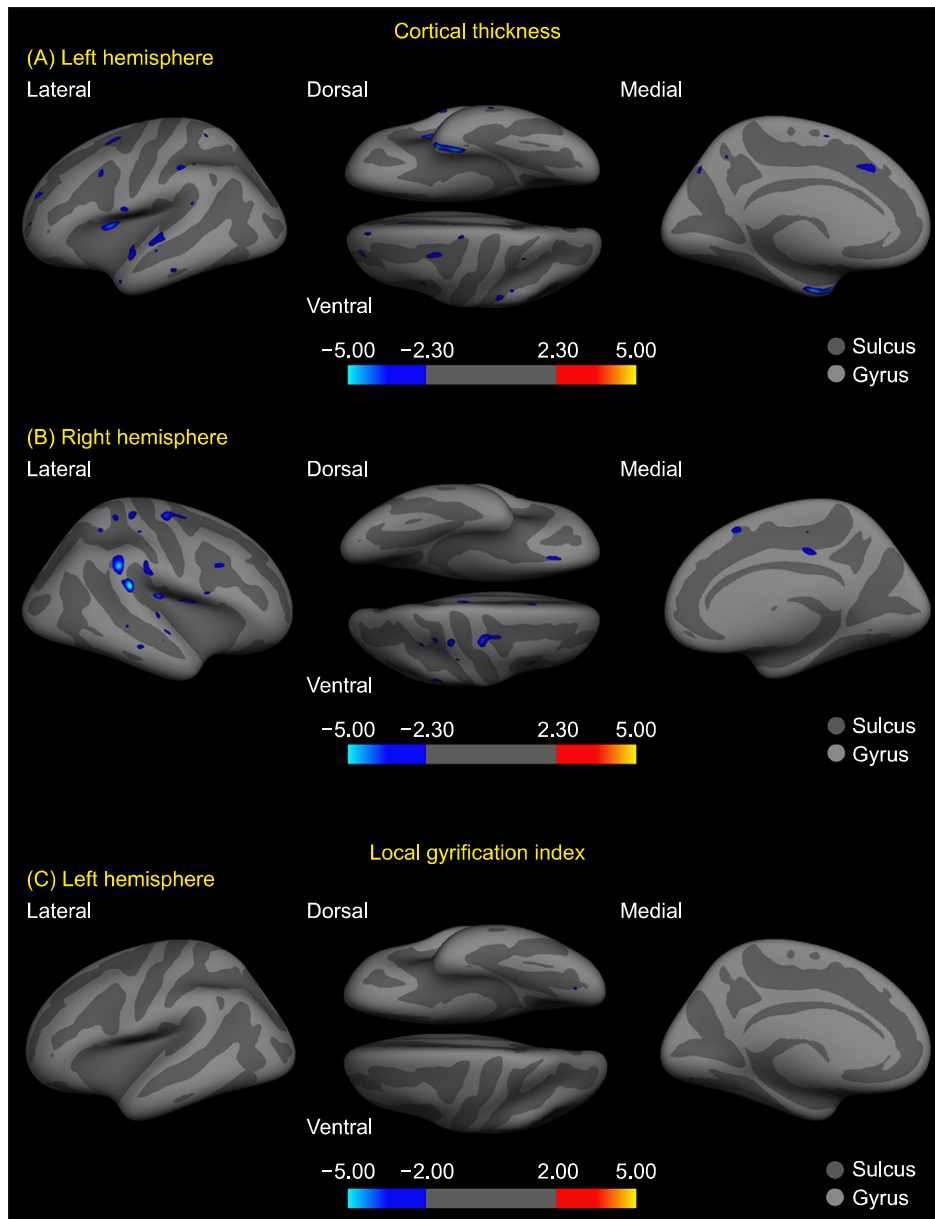 Cortical thickness
(A) Left hemisphere
Lateral
Dorsal
Medial
Ventral
−5.00 −2.30 2.30 5.00
Sulcus
Gyrus
(B) Right hemisphere
Lateral
Dorsal
Medial
Ventral
−5.00 −2.30 2.30 5.00
Sulcus
Gyrus
Local gyrification index
(C) Left hemisphere
Lateral
Dorsal
Medial
Ventral
−5.00 −2.00 2.00 5.00
Sulcus
Gyrus